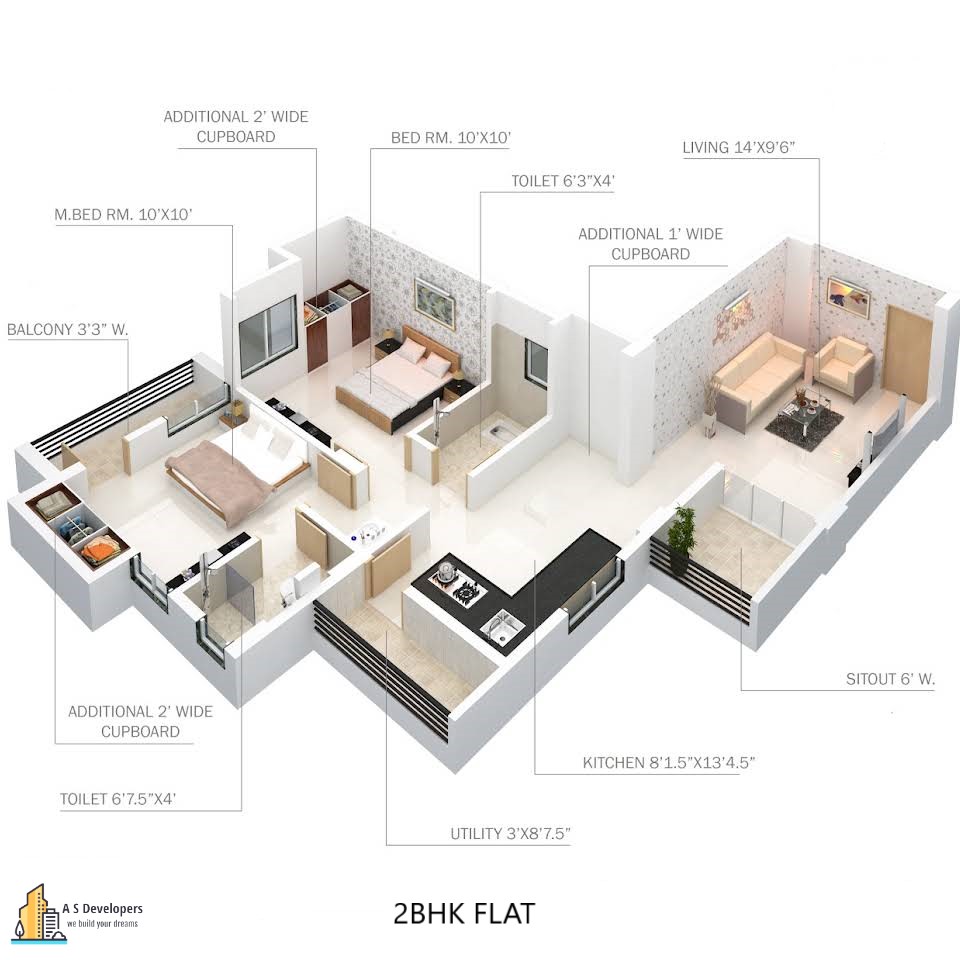 ADDITIONAL 2’ WIDE
CUPBOARD
BED RM. 10’X10’
LIVING 14’X9’6”
TOILET 6’3”X4’
M.BED RM. 10’X10’
ADDITIONAL 1’ WIDE
CUPBOARD
BALCONY 3’3” W.
SITOUT 6’ W.
ADDITIONAL 2’ WIDE
CUPBOARD
KITCHEN 8’1.5”X13’4.5”
TOILET 6’7.5”X4’
UTILITY 3’X8’7.5”
A S Developers
we build your dreams
2BHK FLAT